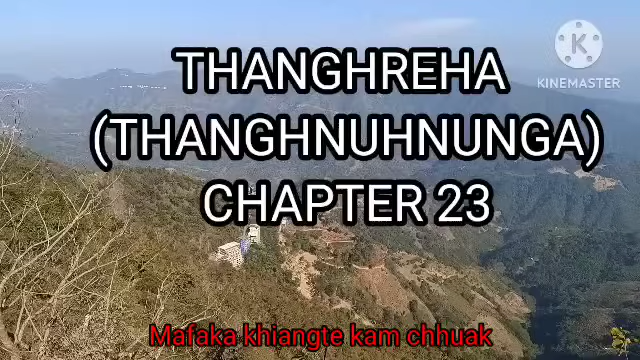 KINEMASTER
THANGHREHA
(THANGHNUHNUNGA)
CHAPTER 23
Mafaka khiangte kam chhuak